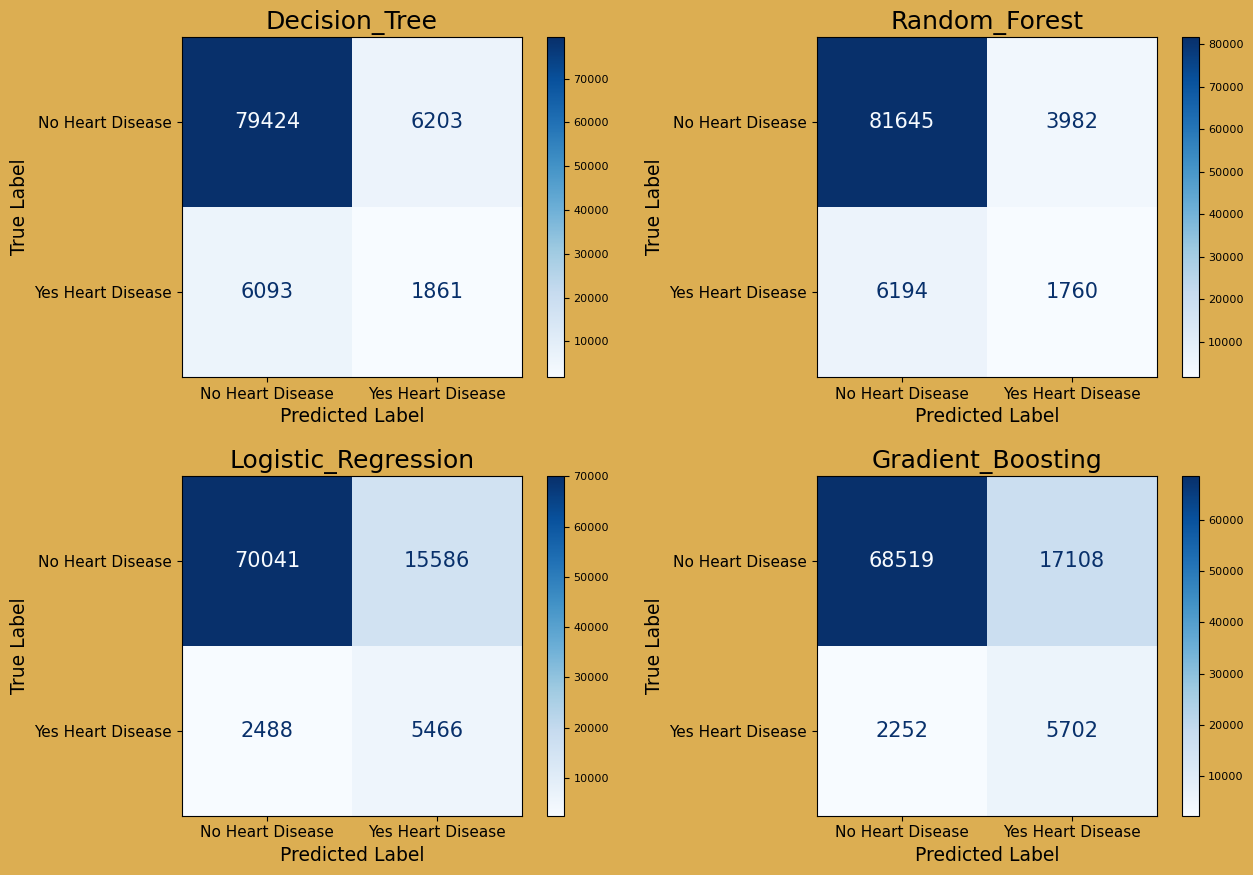 Decision_Tree
No Heart Disease
79424
6203
Yes Heart Disease
6093
1861
True Label
No Heart Disease
Yes Heart Disease
Predicted Label
70000
60000
50000
40000
30000
20000
10000
Random_Forest
No Heart Disease
81645
3982
Yes Heart Disease
6194
1760
True Label
No Heart Disease
Yes Heart Disease
Predicted Label
80000
70000
60000
50000
40000
30000
20000
10000
Logistic_Regression
No Heart Disease
70041
15586
Yes Heart Disease
2488
5466
True Label
No Heart Disease
Yes Heart Disease
Predicted Label
70000
60000
50000
40000
30000
20000
10000
Gradient_Boosting
No Heart Disease
68519
17108
Yes Heart Disease
2252
5702
True Label
No Heart Disease
Yes Heart Disease
Predicted Label
60000
50000
40000
30000
20000
10000